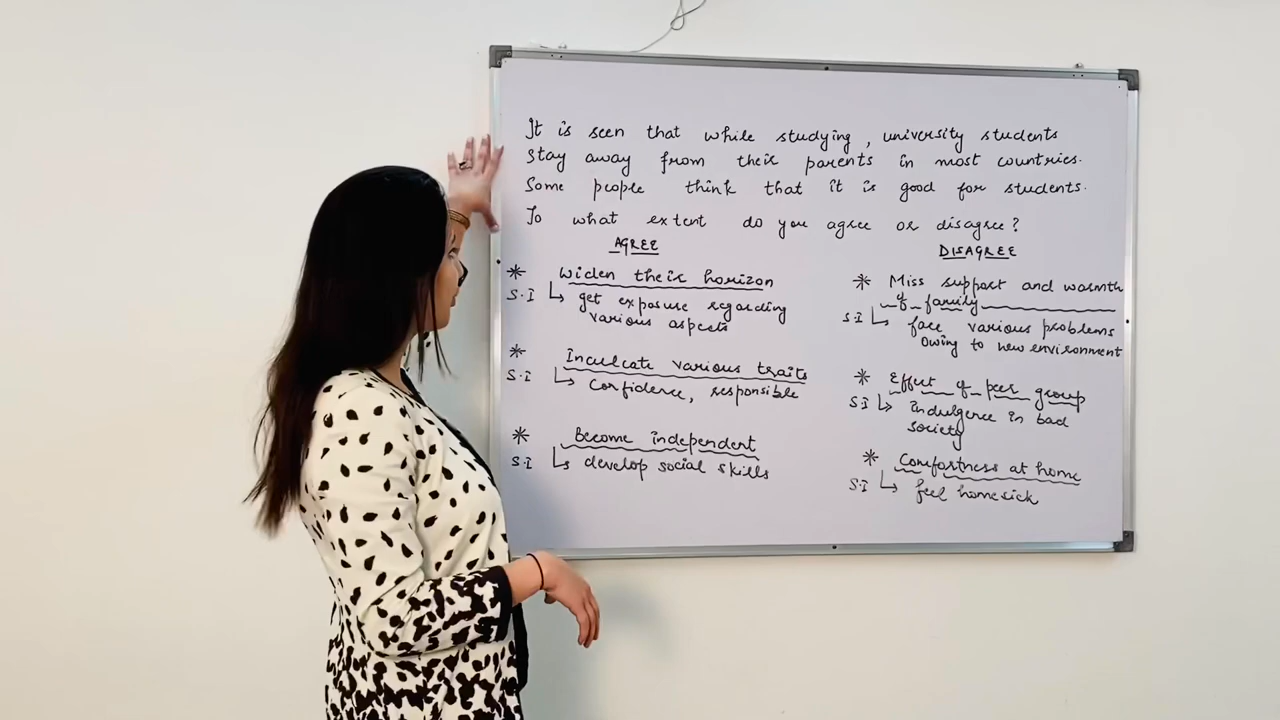 It is seen that while studying, university students
stay away from their parents in most countries.
Some people think that it is good for students.
To what extent do you agree or disagree?
AGREE
* Widen their horizon
S.I ↳ get exposure regarding
various aspects
* Inculcate various traits
S.I ↳ Confidence, responsible
* Become independent
S.I ↳ develop social skills
DISAGREE
* Miss support and warmth
of family
S.I ↳ face various problems
owing to new environment
* Effect of peer group
S.I ↳ indulgence in bad
society
* Comfortness at home
S.I ↳ feel homesick